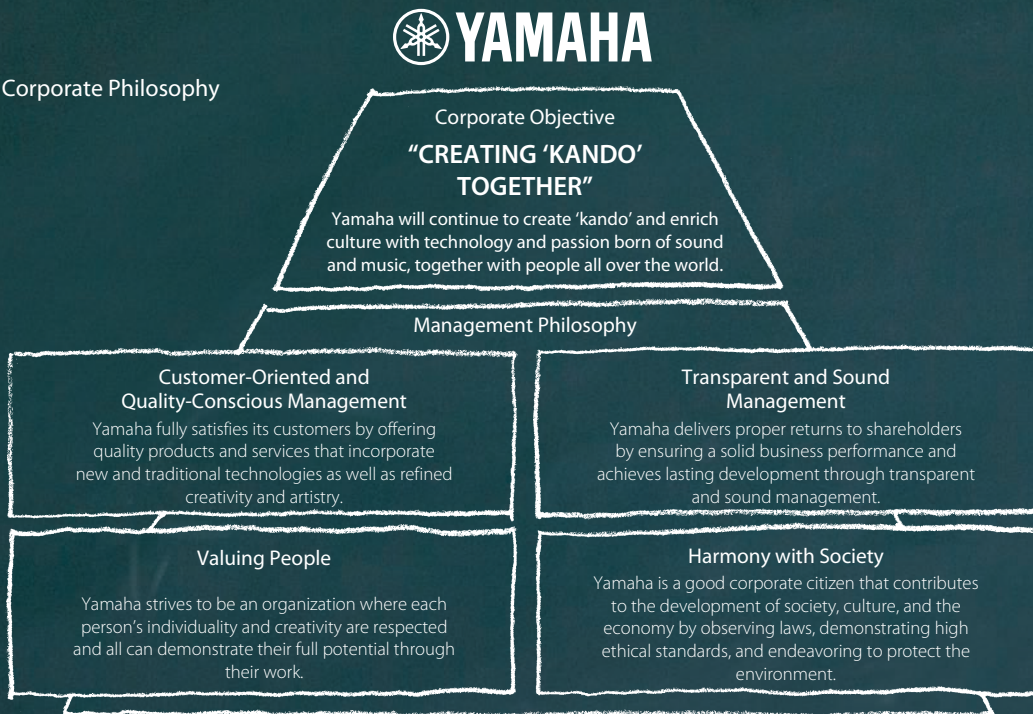 YAMAHA
Corporate Philosophy
Corporate Objective
“CREATING ‘KANDO’
TOGETHER”
Yamaha will continue to create ‘kando’ and enrich
culture with technology and passion born of sound
and music, together with people all over the world.
Management Philosophy
Customer-Oriented and
Quality-Conscious Management
Yamaha fully satisfies its customers by offering
quality products and services that incorporate
new and traditional technologies as well as refined
creativity and artistry.
Transparent and Sound
Management
Yamaha delivers proper returns to shareholders
by ensuring a solid business performance and
achieves lasting development through transparent
and sound management.
Valuing People
Yamaha strives to be an organization where each
person’s individuality and creativity are respected
and all can demonstrate their full potential through
their work.
Harmony with Society
Yamaha is a good corporate citizen that contributes
to the development of society, culture, and the
economy by observing laws, demonstrating high
ethical standards, and endeavoring to protect the
environment.